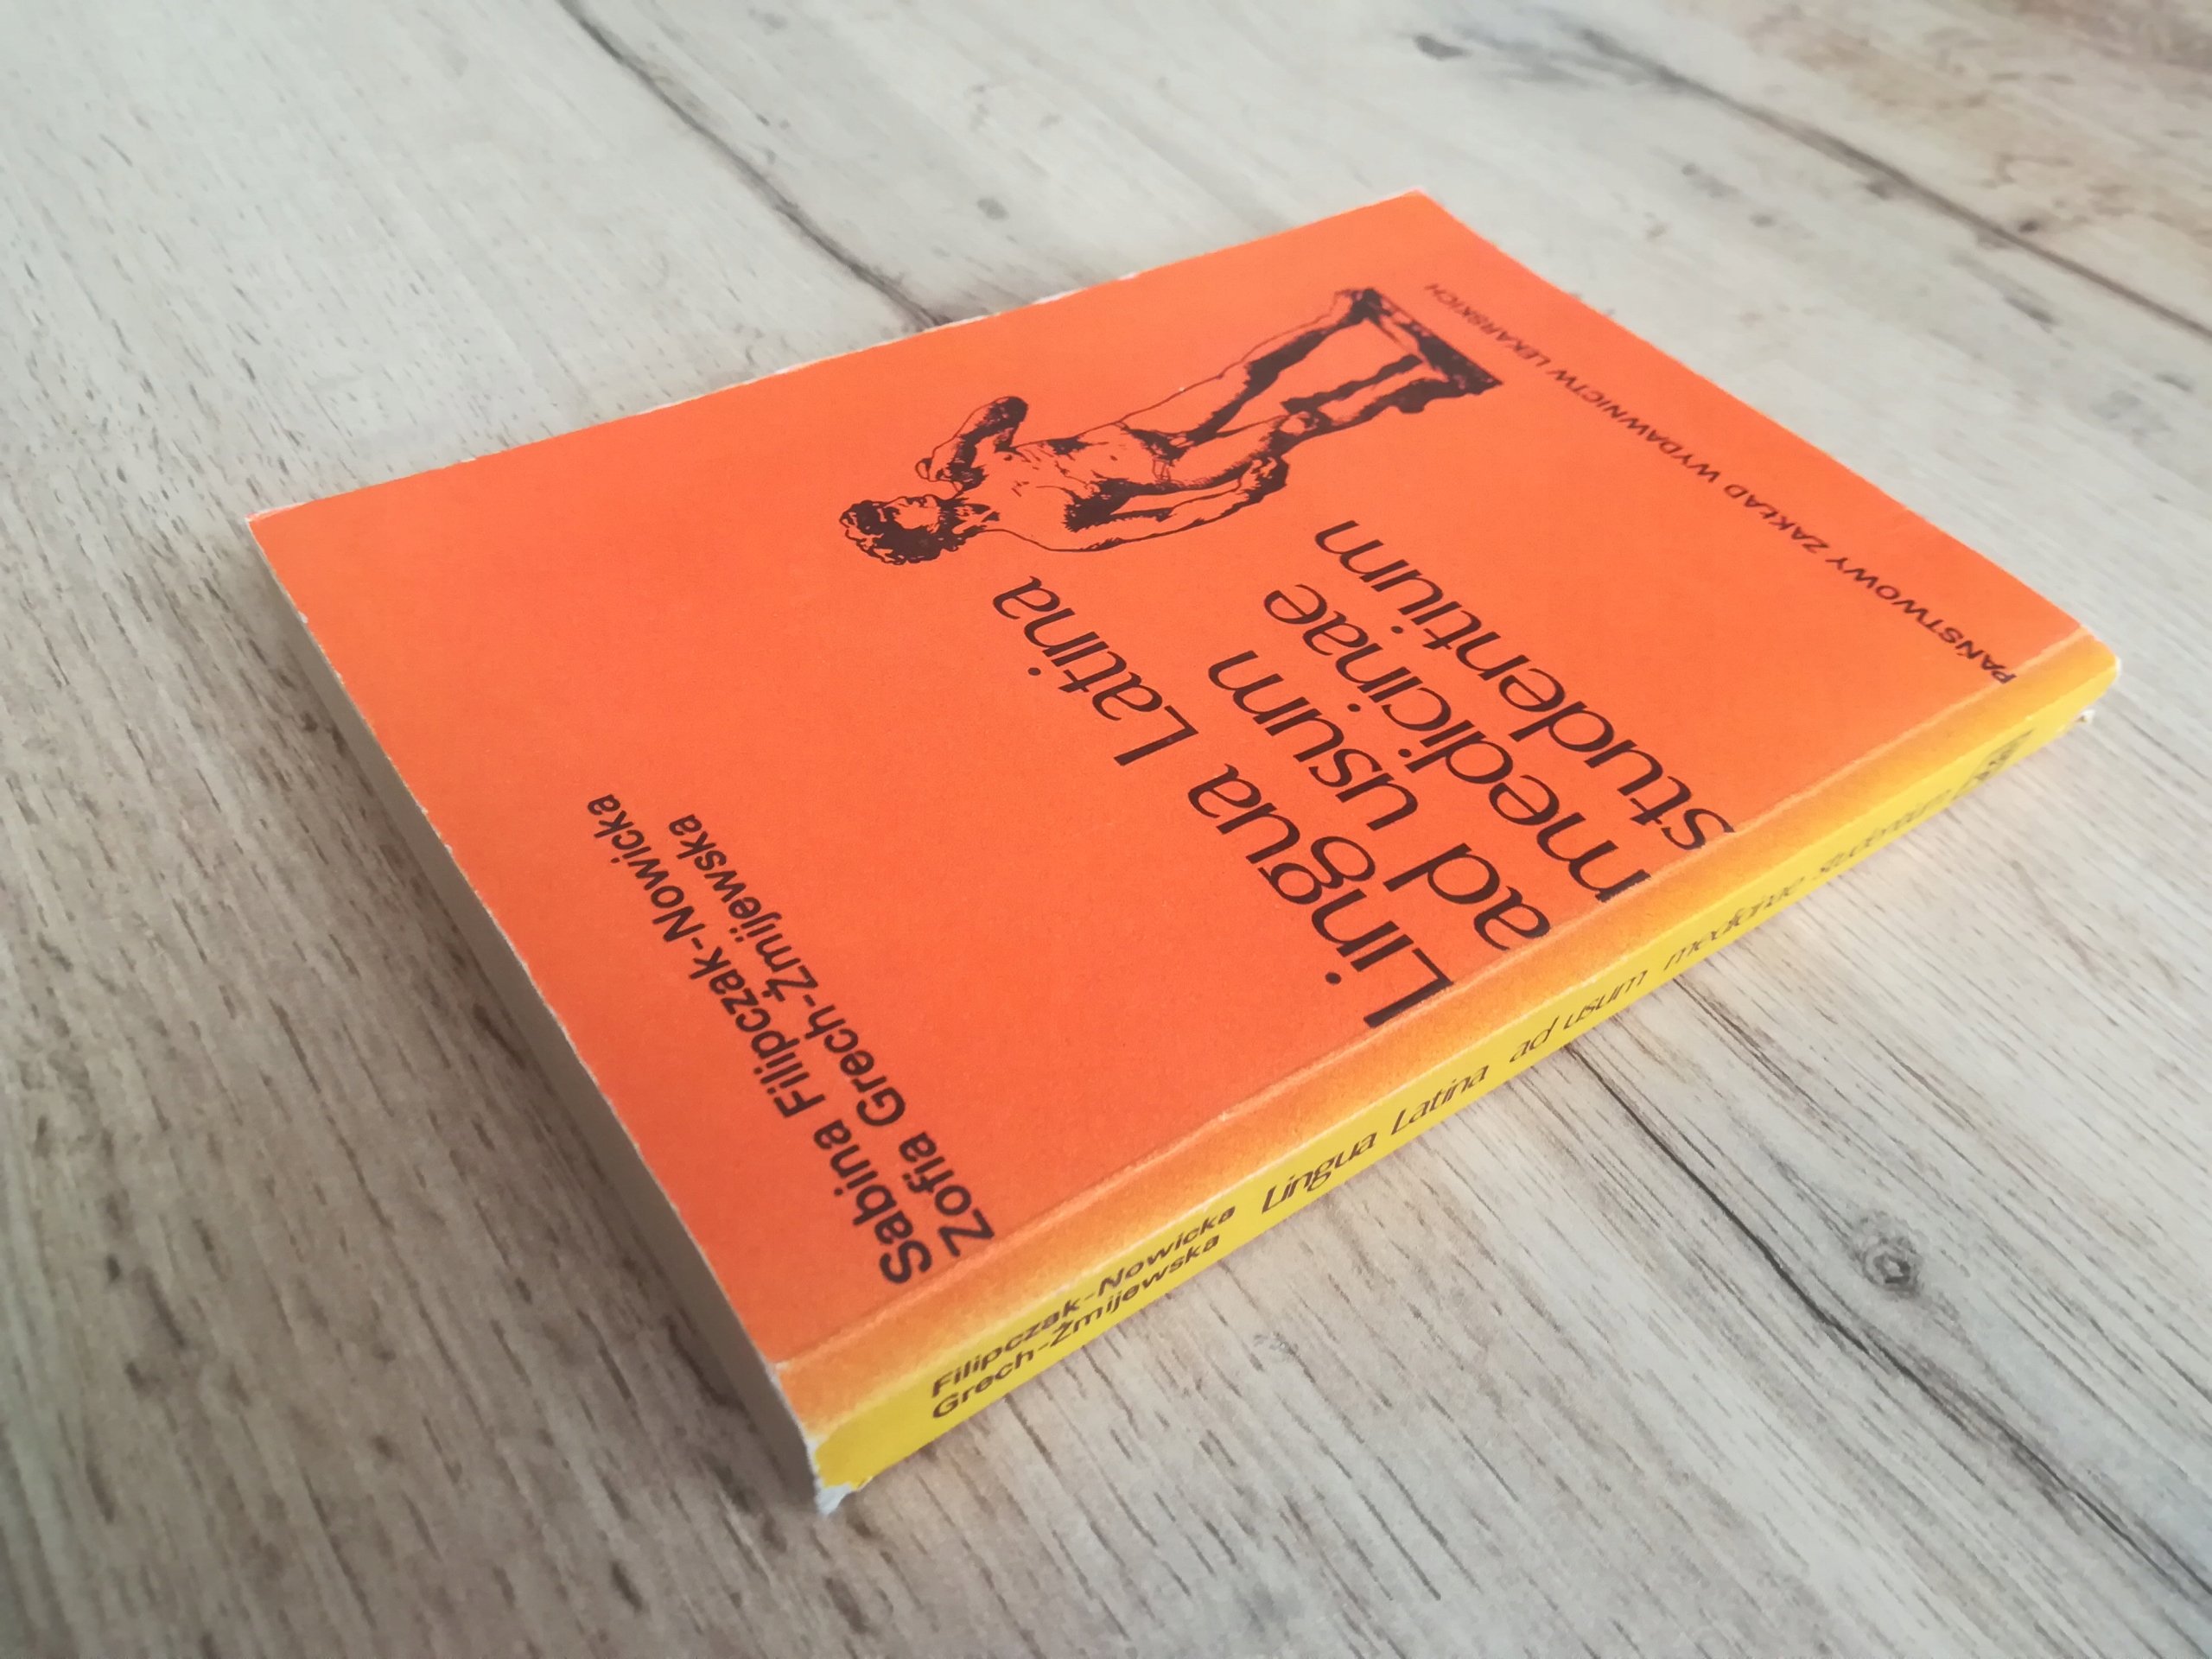 Sabina Filipczak-Nowicka
Zofia Grech-Żmijewska
Lingua Latina
ad usum
medicinae
studentium
PAŃSTWOWY ZAKŁAD WYDAWNICTW LEKARSKICH
Filipczak-Nowicka
Grech-Żmijewska
Lingua Latina ad usum medicinae studentium